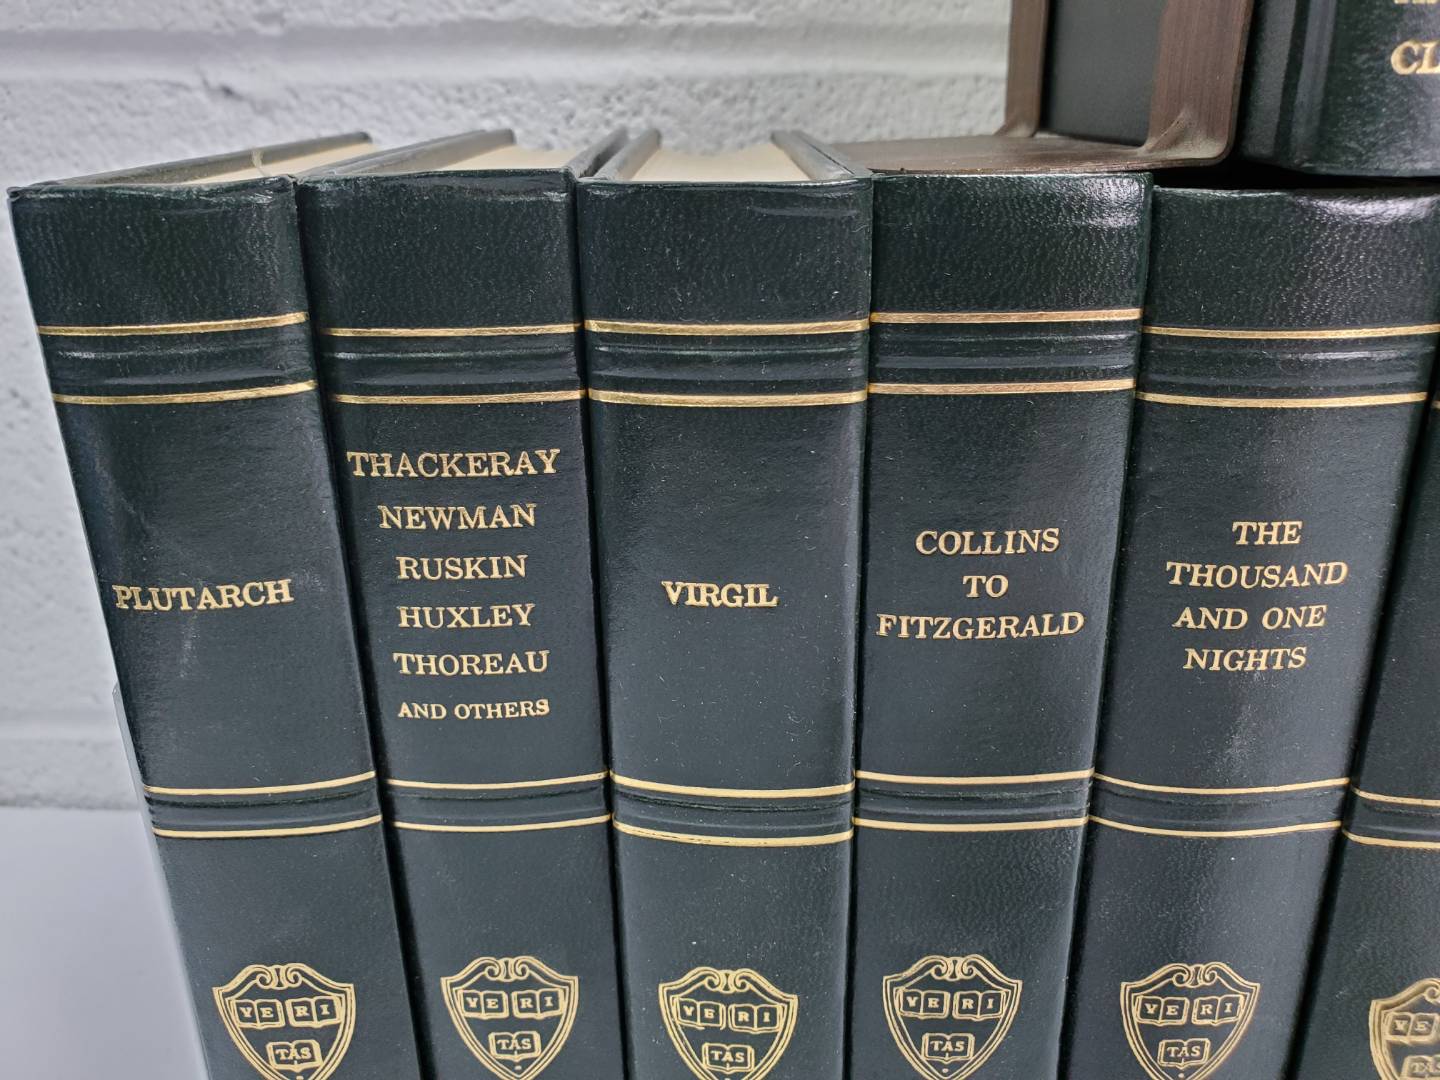 PLUTARCH
THACKERAY
NEWMAN
RUSKIN
HUXLEY
THOREAU
AND OTHERS
VIRGIL
COLLINS
TO
FITZGERALD
THE
THOUSAND
AND ONE
NIGHTS
VE RI
TAS
VE RI
TAS
VE RI
TAS
VE RI
TAS
VE RI
TAS